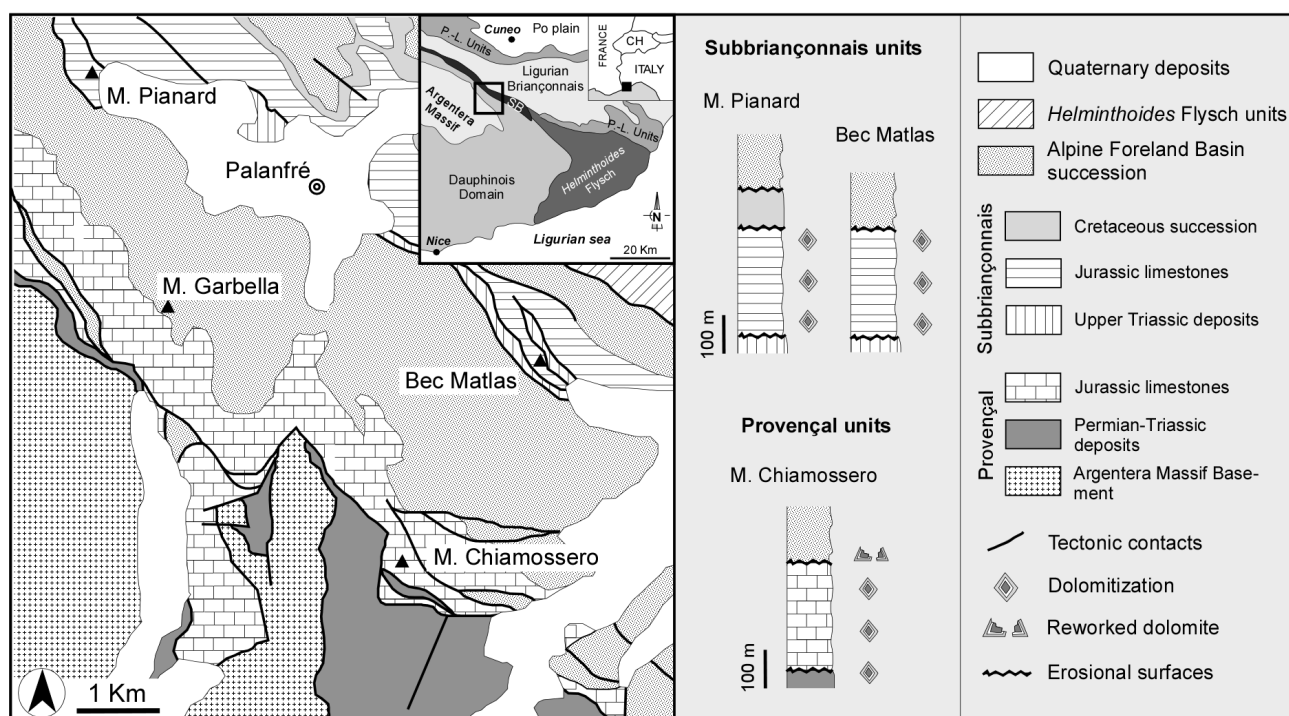 M. Pianard
Palanfré
M. Garbella
Bec Matlas
M. Chiamossero
1 Km
Cuneo
Po plain
P.-L. Units
Ligurian
Briançonnais
Argentera
Massif
SB
P.-L. Units
Dauphinois
Domain
Helminthoides
Flysch
N
Nice
Ligurian sea
20 Km
FRANCE
CH
ITALY
Subbriançonnais units
M. Pianard
Bec Matlas
100 m
Provençal units
M. Chiamossero
100 m
Quaternary deposits
Helminthoides Flysch units
Alpine Foreland Basin
succession
Subbriançonnais
Cretaceous succession
Jurassic limestones
Upper Triassic deposits
Provençal
Jurassic limestones
Permian-Triassic
deposits
Argentera Massif Base-
ment
Tectonic contacts
Dolomitization
Reworked dolomite
Erosional surfaces